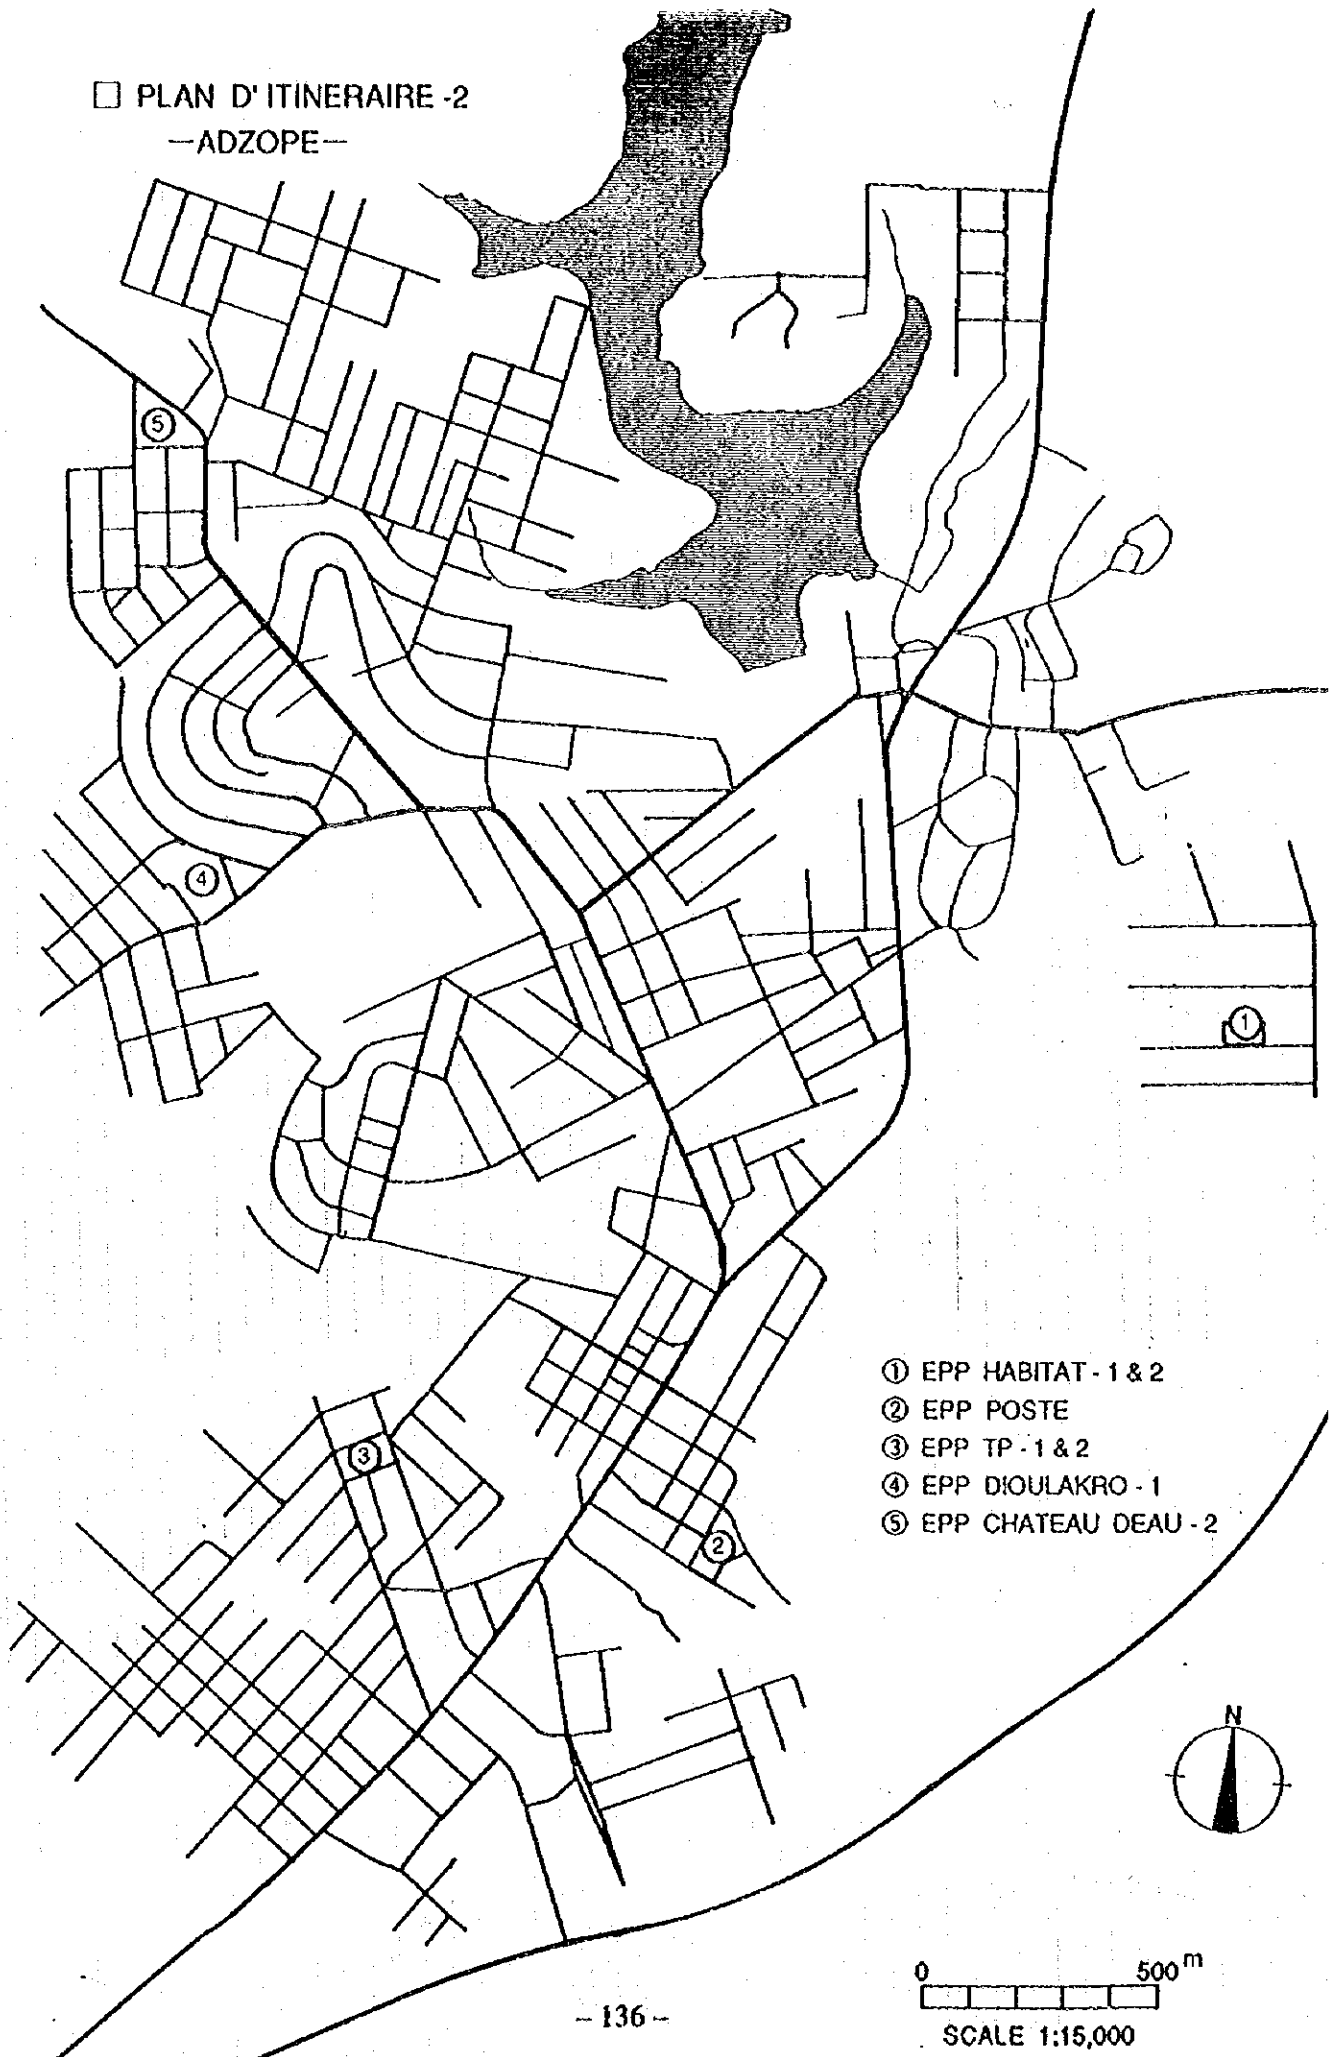 □ PLAN D' ITINERAIRE -2
—ADZOPE—
⑤
④
①
③
②
① EPP HABITAT - 1 & 2
② EPP POSTE
③ EPP TP - 1 & 2
④ EPP DIOULAKRO - 1
⑤ EPP CHATEAU DEAU - 2
N
0 500 m
SCALE 1:15,000
- 136 -